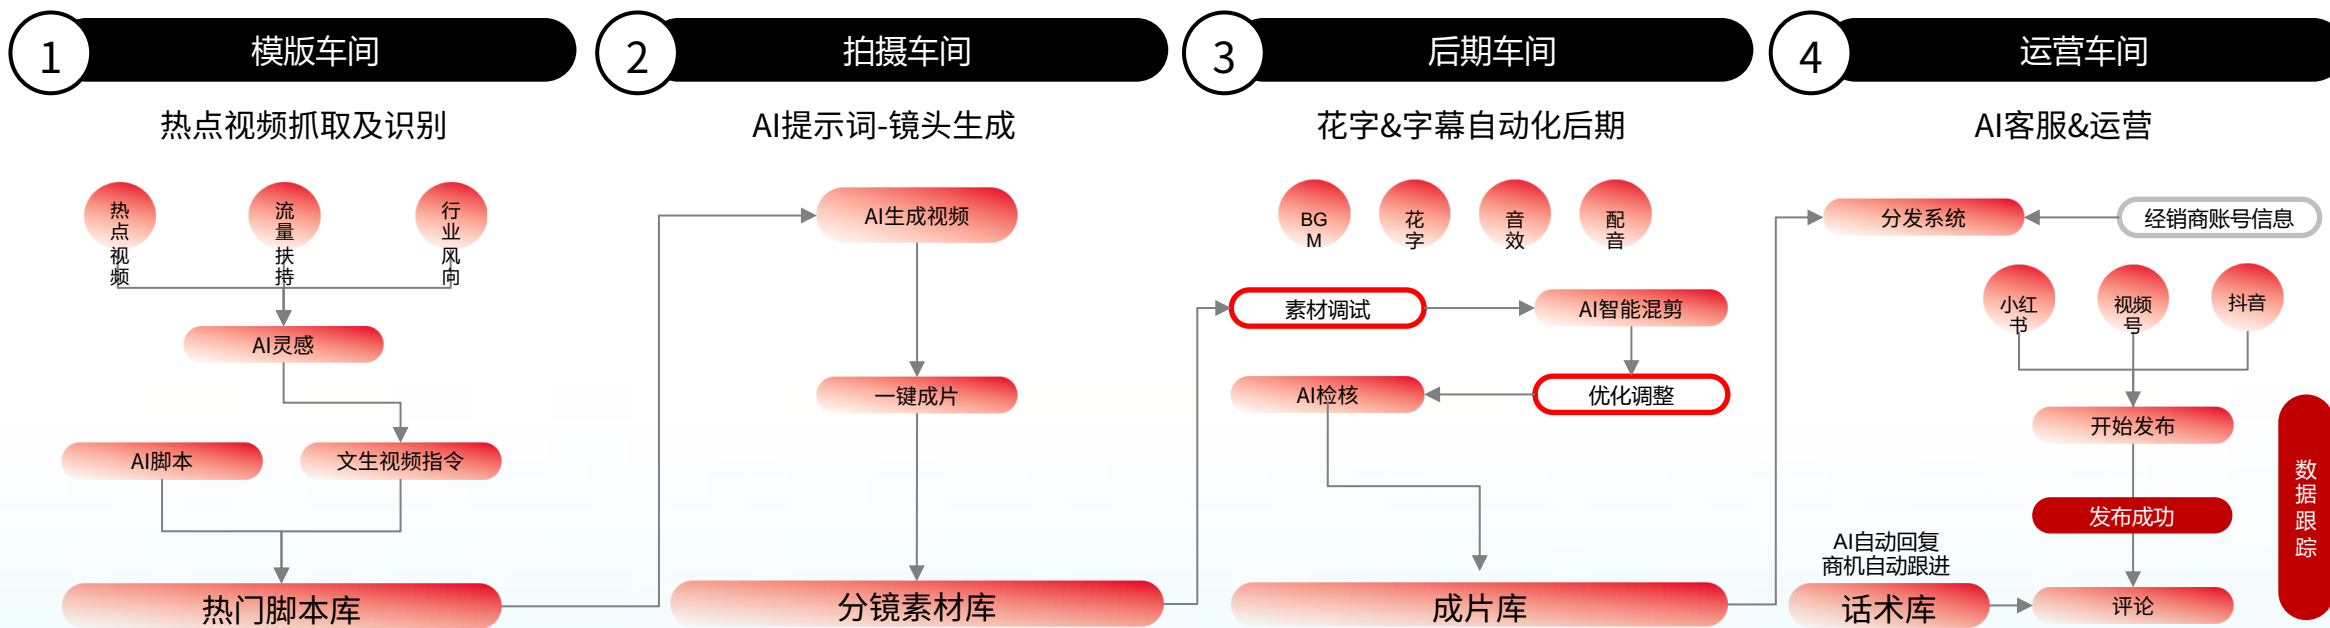 1
模版车间
热点视频抓取及识别
热
点
视
频
流
量
扶
持
行
业
风
向
AI灵感
AI脚本
文生视频指令
热门脚本库
2
拍摄车间
AI提示词-镜头生成
AI生成视频
一键成片
分镜素材库
3
后期车间
花字&字幕自动化后期
BG
M
花
字
音
效
配
音
素材调试
AI智能混剪
AI检核
优化调整
成片库
4
运营车间
AI客服&运营
分发系统
经销商账号信息
小红
书
视频
号
抖音
开始发布
发布成功
AI自动回复
商机自动跟进
话术库
评论
数
据
跟
踪